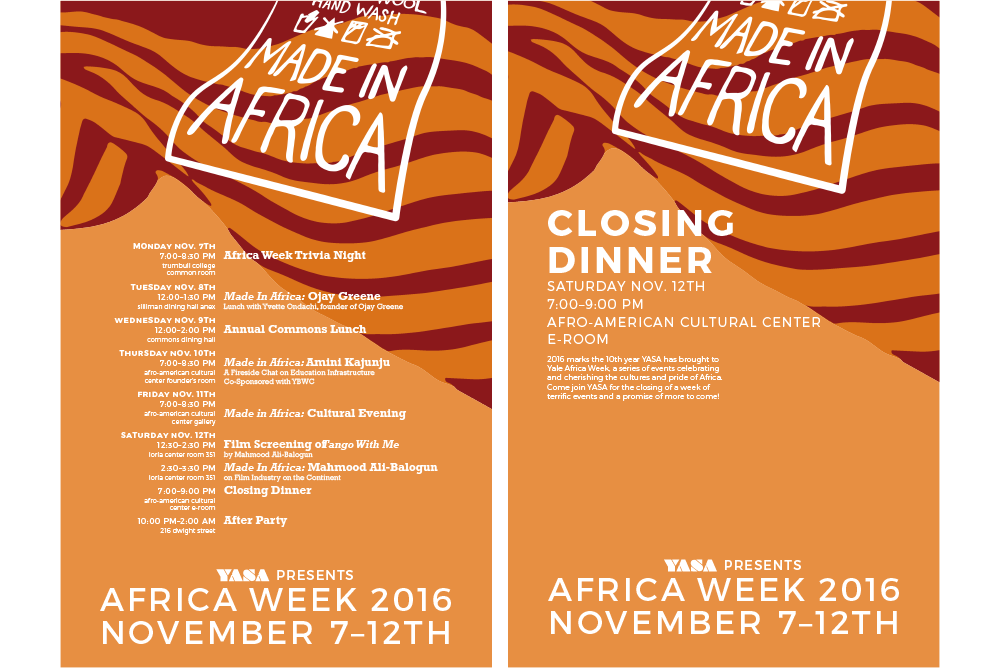 WOOL
HAND WASH
MADE IN
AFRICA
MONDAY NOV. 7TH
7:00-8:30 PM
trumbull college
common room
Africa Week Trivia Night
TUESDAY NOV. 8TH
12:00-1:30 PM
silliman dining hall anex
Made In Africa: Ojay Greene
Lunch with Yvette Ondachi, founder of Ojay Greene
WEDNESDAY NOV. 9TH
12:00-2:00 PM
commons dining hall
Annual Commons Lunch
THURSDAY NOV. 10TH
7:00-8:30 PM
afro-american cultural
center founder's room
Made in Africa: Amini Kajunju
A Fireside Chat on Education Infrastructure
Co-Sponsored with YBWC
FRIDAY NOV. 11TH
7:00-8:30 PM
afro-american cultural
center gallery
Made in Africa: Cultural Evening
SATURDAY NOV. 12TH
12:30-2:30 PM
loria center room 351
Film Screening of Tango With Me
by Mahmood Ali-Balogun
2:30-3:30 PM
loria center room 351
Made In Africa: Mahmood Ali-Balogun
on Film Industry on the Continent
7:00-9:00 PM
afro-american cultural
center e-room
Closing Dinner
10:00 PM-2:00 AM
216 dwight street
After Party
YASA PRESENTS
AFRICA WEEK 2016
NOVEMBER 7-12TH
MADE IN
AFRICA
CLOSING
DINNER
SATURDAY NOV. 12TH
7:00-9:00 PM
AFRO-AMERICAN CULTURAL CENTER
E-ROOM
2016 marks the 10th year YASA has brought to
Yale Africa Week, a series of events celebrating
and cherishing the cultures and pride of Africa.
Come join YASA for the closing of a week of
terrific events and a promise of more to come!
YASA PRESENTS
AFRICA WEEK 2016
NOVEMBER 7-12TH